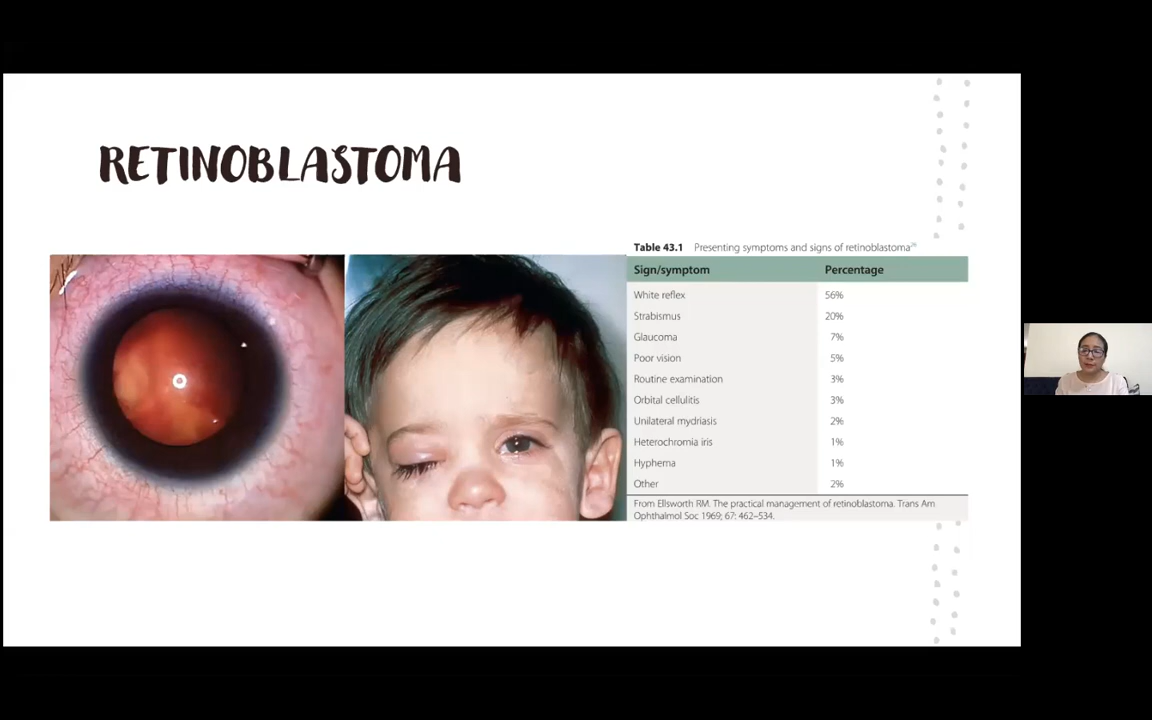 RETINOBLASTOMA
Table 43.1 Presenting symptoms and signs of retinoblastoma
Sign/symptom Percentage
White reflex 56%
Strabismus 20%
Glaucoma 7%
Poor vision 5%
Routine examination 3%
Orbital cellulitis 3%
Unilateral mydriasis 2%
Heterochromia iris 1%
Hyphema 1%
Other 2%
From Ellsworth RM. The practical management of retinoblastoma. Trans Am
Ophthalmol Soc 1969; 67: 462–534.